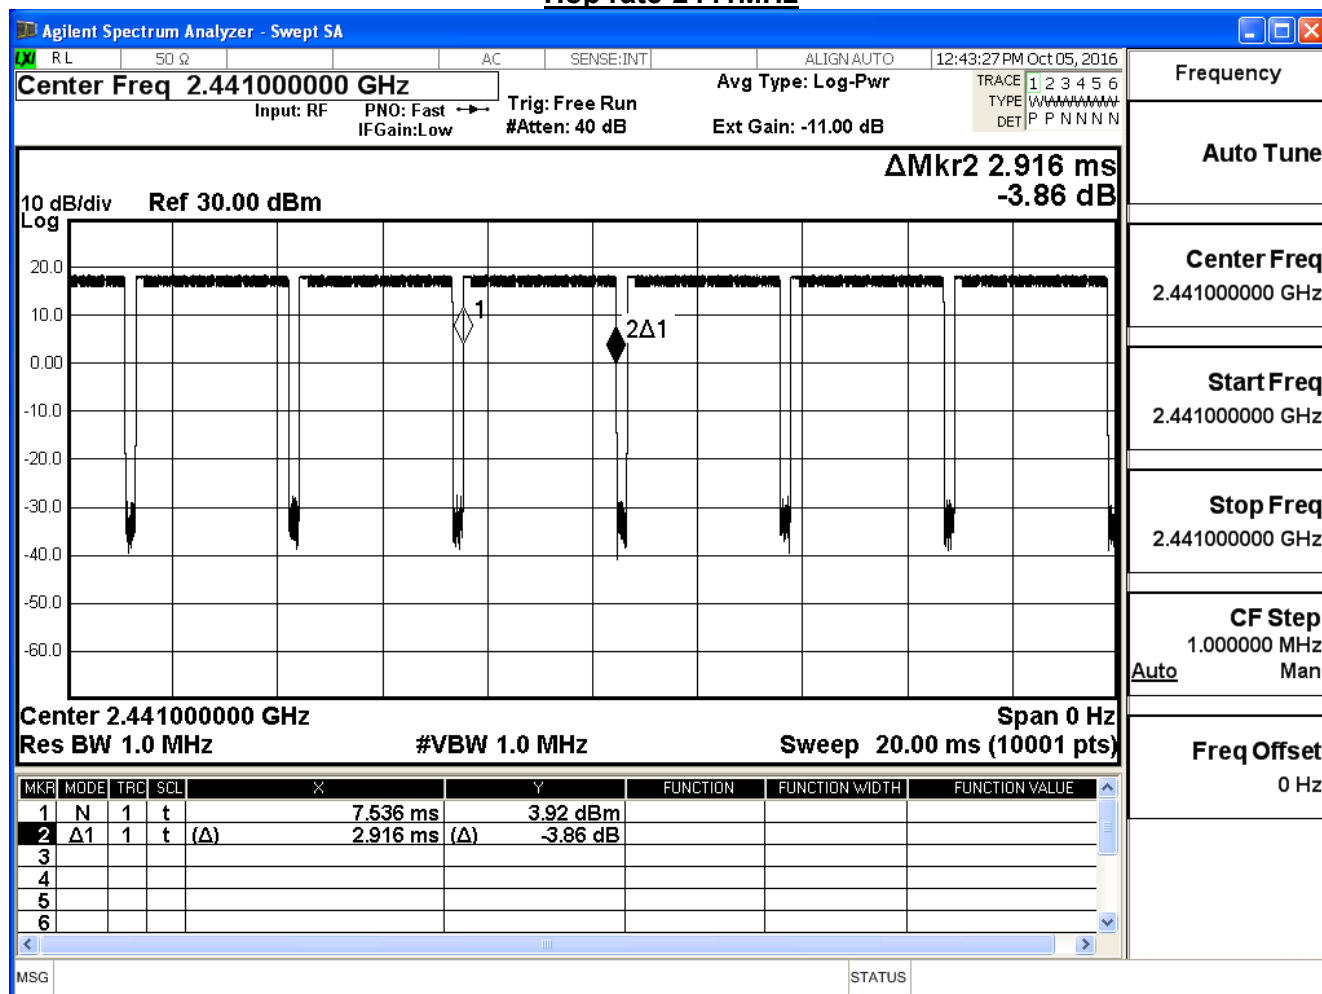 Hop rate 2441MHz
Agilent Spectrum Analyzer - Swept SA
LXI RL 50 Ω AC SENSE:INT ALIGNAUTO 12:43:27 PM Oct 05, 2016
Center Freq 2.441000000 GHz
Input: RF PNO: Fast
IFGain:Low
Trig: Free Run
#Atten: 40 dB
Avg Type: Log-Pwr
Ext Gain: -11.00 dB
TRACE 1 2 3 4 5 6
TYPE WWWWWWWW
DET P P N N N N
ΔMkr2 2.916 ms
-3.86 dB
10 dB/div Ref 30.00 dBm
Log
20.0
10.0
0.00
-10.0
-20.0
-30.0
-40.0
-50.0
-60.0
1
2Δ1
Center 2.441000000 GHz Span 0 Hz
Res BW 1.0 MHz #VBW 1.0 MHz Sweep 20.00 ms (10001 pts)
MKR MODE TRC SCL X Y FUNCTION FUNCTION WIDTH FUNCTION VALUE
1 N 1 t 7.536 ms 3.92 dBm
2 Δ1 1 t (Δ) 2.916 ms (Δ) -3.86 dB
3
4
5
6
MSG STATUS
Frequency
Auto Tune
Center Freq
2.441000000 GHz
Start Freq
2.441000000 GHz
Stop Freq
2.441000000 GHz
CF Step
1.000000 MHz
Auto Man
Freq Offset
0 Hz